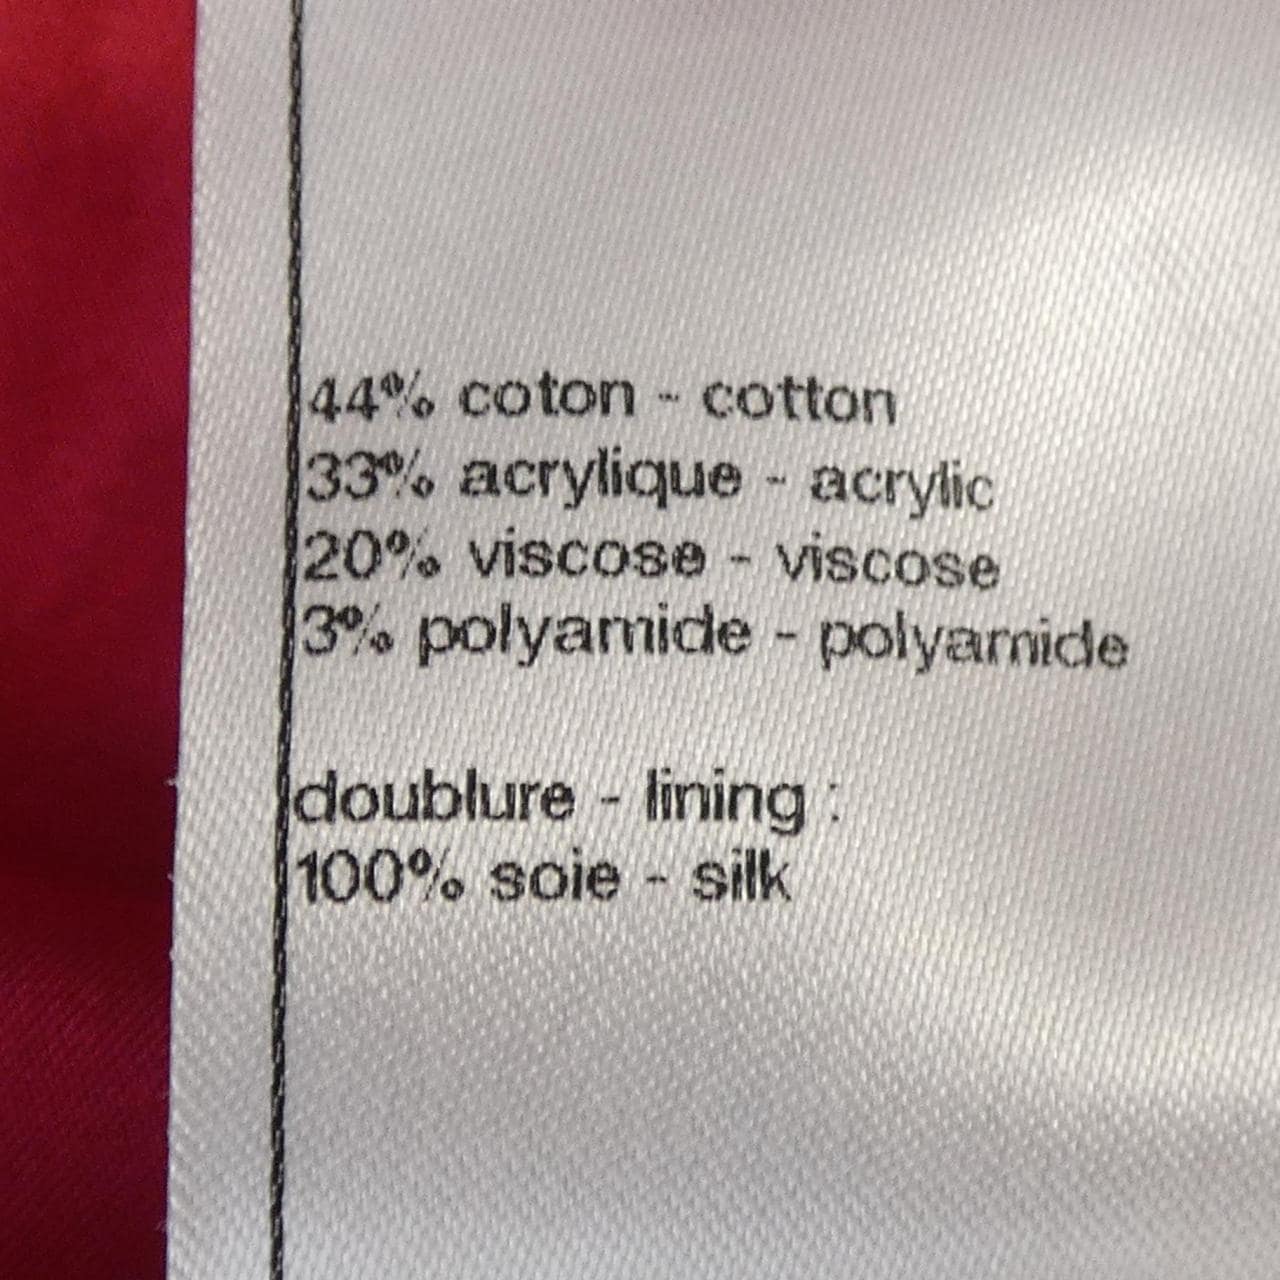 44% coton - cotton
33% acrylique - acrylic
20% viscose - viscose
3% polyamide - polyamide
doublure - lining :
100% soie - silk